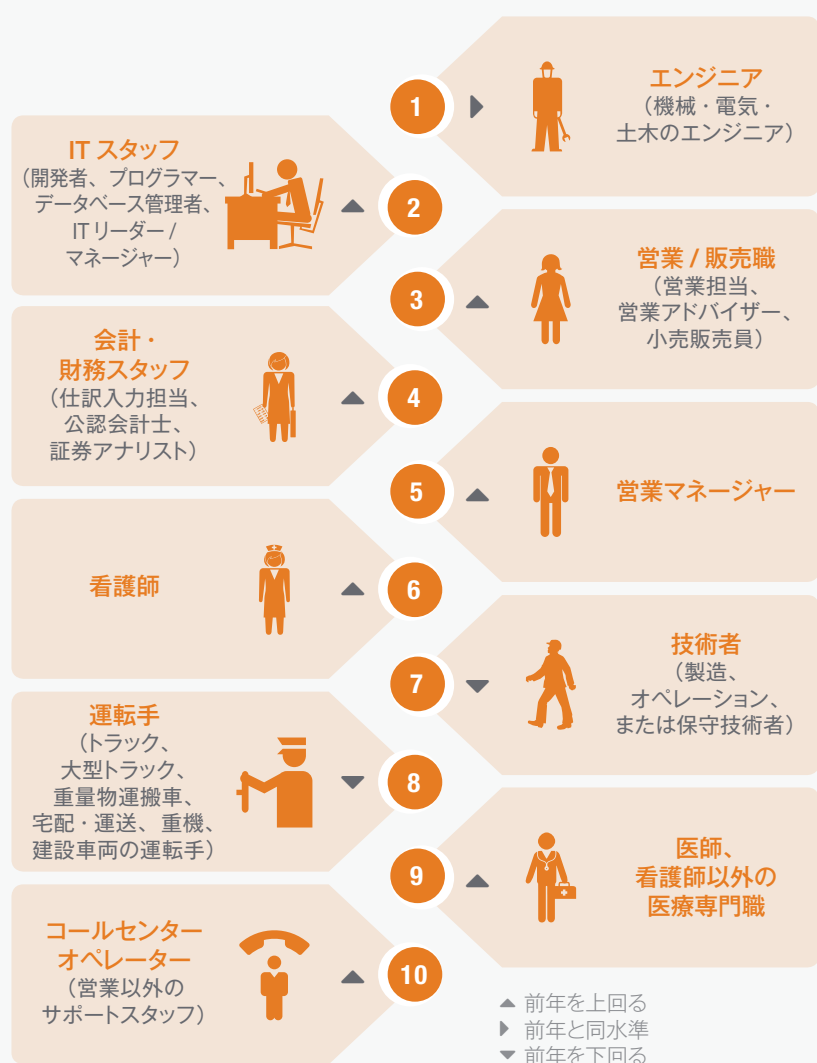 1
エンジニア
（機械・電気・
土木のエンジニア）
IT スタッフ
（開発者、プログラマー、
データベース管理者、
IT リーダー /
マネージャー）
2
3
営業 / 販売職
（営業担当、
営業アドバイザー、
小売販売員）
会計・
財務スタッフ
（仕訳入力担当、
公認会計士、
証券アナリスト）
4
5
営業マネージャー
看護師
6
7
技術者
（製造、
オペレーション、
または保守技術者）
運転手
（トラック、
大型トラック、
重量物運搬車、
宅配・運送、重機、
建設車両の運転手）
8
9
医師、
看護師以外の
医療専門職
コールセンター
オペレーター
（営業以外の
サポートスタッフ）
10
▲ 前年を上回る
▶ 前年と同水準
▼ 前年を下回る